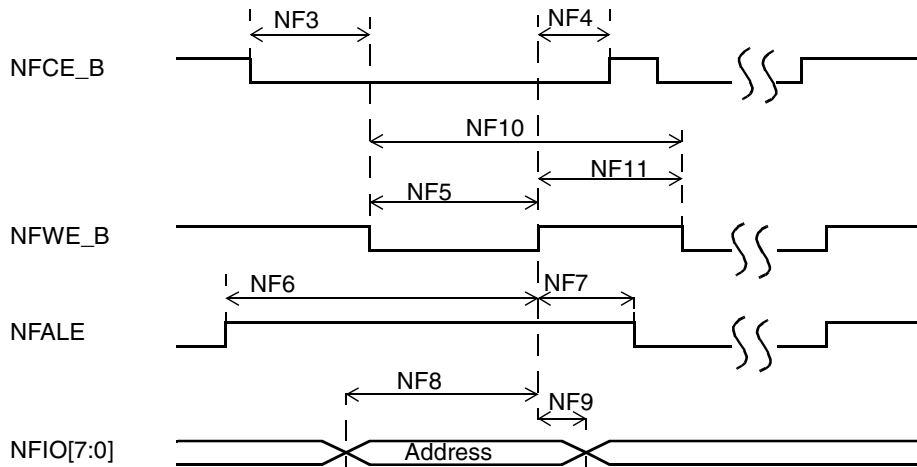 NF3
NF4
NFCE_B
NF10
NF11
NF5
NFWE_B
NF6
NF7
NFALE
NF8
NF9
NFIO[7:0]
Address